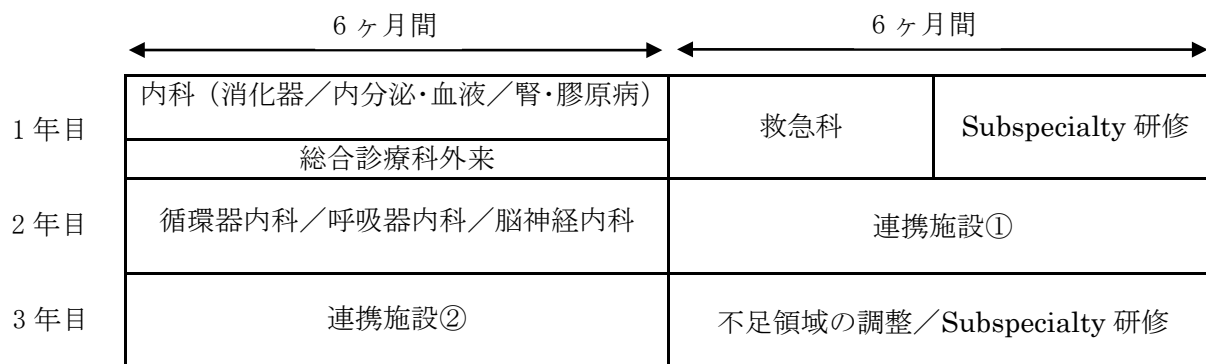 6ヶ月間
6ヶ月間
1年目
内科（消化器／内分泌・血液／腎・膠原病）
総合診療科外来
救急科
Subspecialty 研修
2年目
循環器内科／呼吸器内科／脳神経内科
連携施設①
3年目
連携施設②
不足領域の調整／Subspecialty 研修